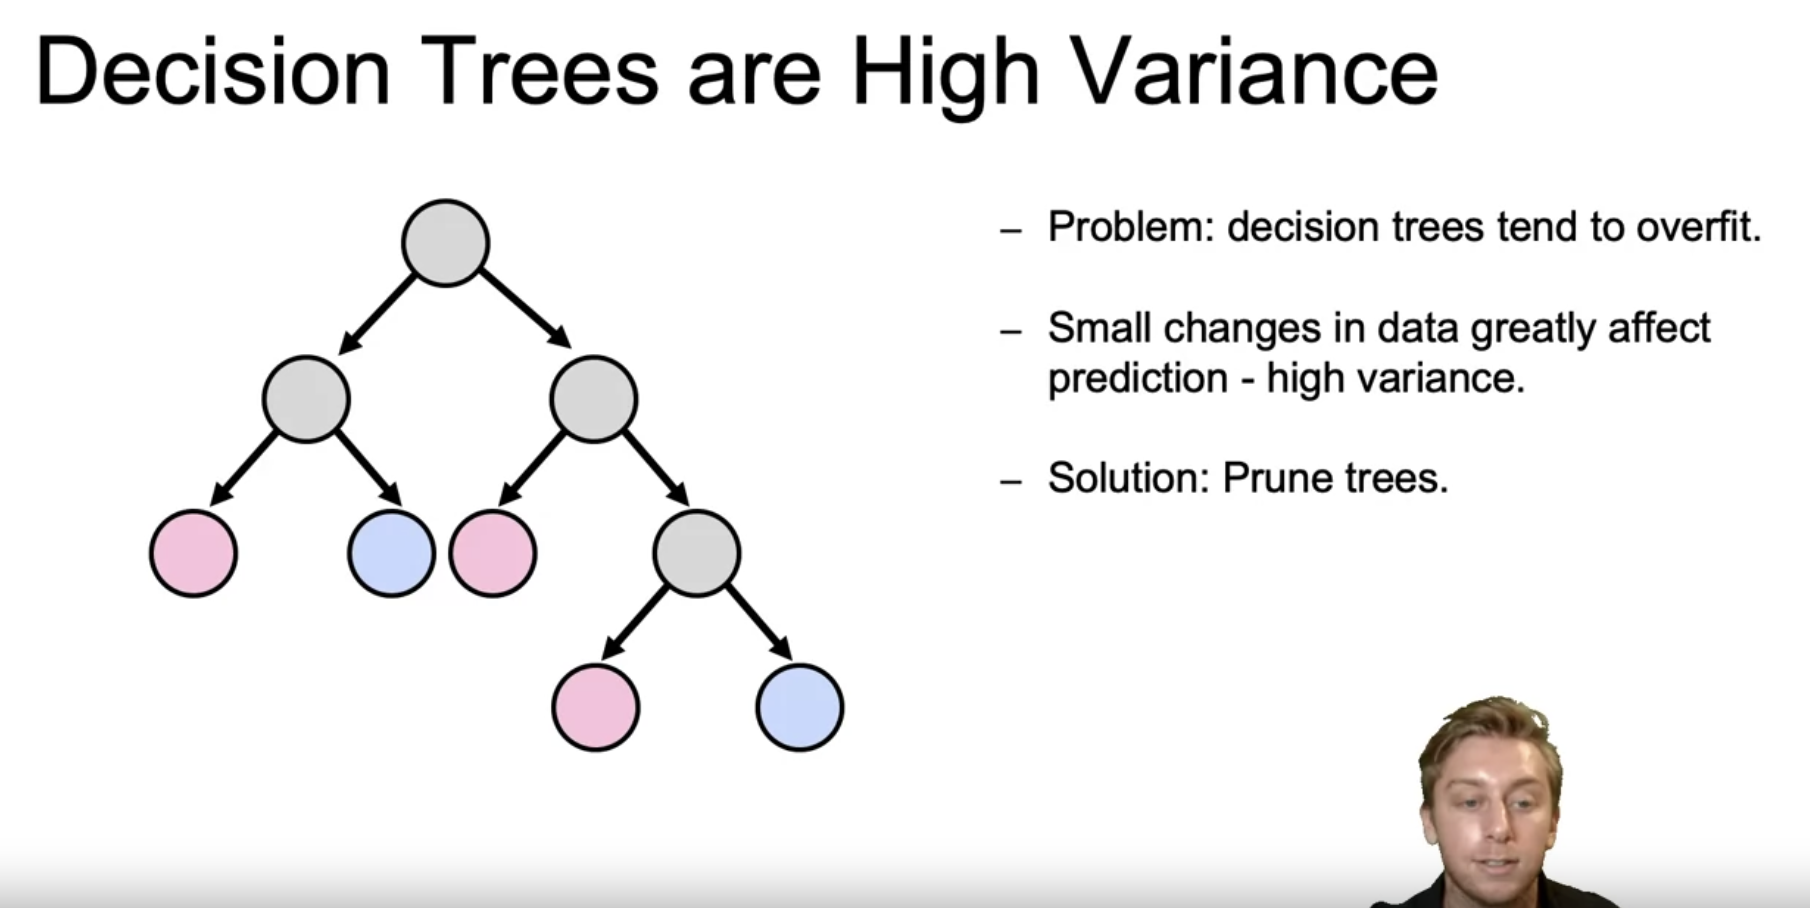 Decision Trees are High Variance
– Problem: decision trees tend to overfit.
– Small changes in data greatly affect
prediction - high variance.
– Solution: Prune trees.